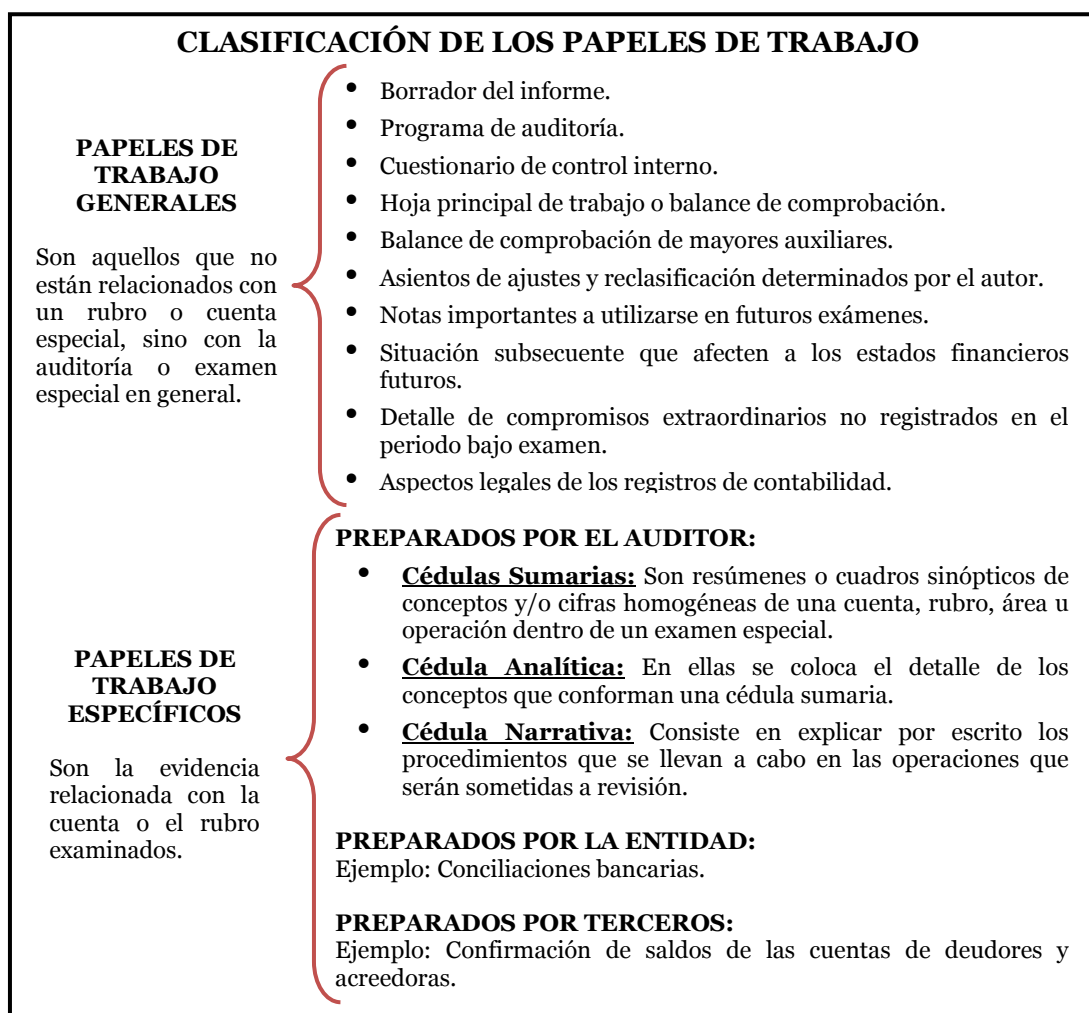 CLASIFICACIÓN DE LOS PAPELES DE TRABAJO
PAPELES DE
TRABAJO
GENERALES
Son aquellos que no
están relacionados con
un rubro o cuenta
especial, sino con la
auditoría o examen
especial en general.
• Borrador del informe.
• Programa de auditoría.
• Cuestionario de control interno.
• Hoja principal de trabajo o balance de comprobación.
• Balance de comprobación de mayores auxiliares.
• Asientos de ajustes y reclasificación determinados por el autor.
• Notas importantes a utilizarse en futuros exámenes.
• Situación subsecuente que afecten a los estados financieros
futuros.
• Detalle de compromisos extraordinarios no registrados en el
periodo bajo examen.
• Aspectos legales de los registros de contabilidad.
PAPELES DE
TRABAJO
ESPECÍFICOS
Son la evidencia
relacionada con la
cuenta o el rubro
examinados.
PREPARADOS POR EL AUDITOR:
• Cédulas Sumarias: Son resúmenes o cuadros sinópticos de
conceptos y/o cifras homogéneas de una cuenta, rubro, área u
operación dentro de un examen especial.
• Cédula Analítica: En ellas se coloca el detalle de los
conceptos que conforman una cédula sumaria.
• Cédula Narrativa: Consiste en explicar por escrito los
procedimientos que se llevan a cabo en las operaciones que
serán sometidas a revisión.
PREPARADOS POR LA ENTIDAD:
Ejemplo: Conciliaciones bancarias.
PREPARADOS POR TERCEROS:
Ejemplo: Confirmación de saldos de las cuentas de deudores y
acreedoras.